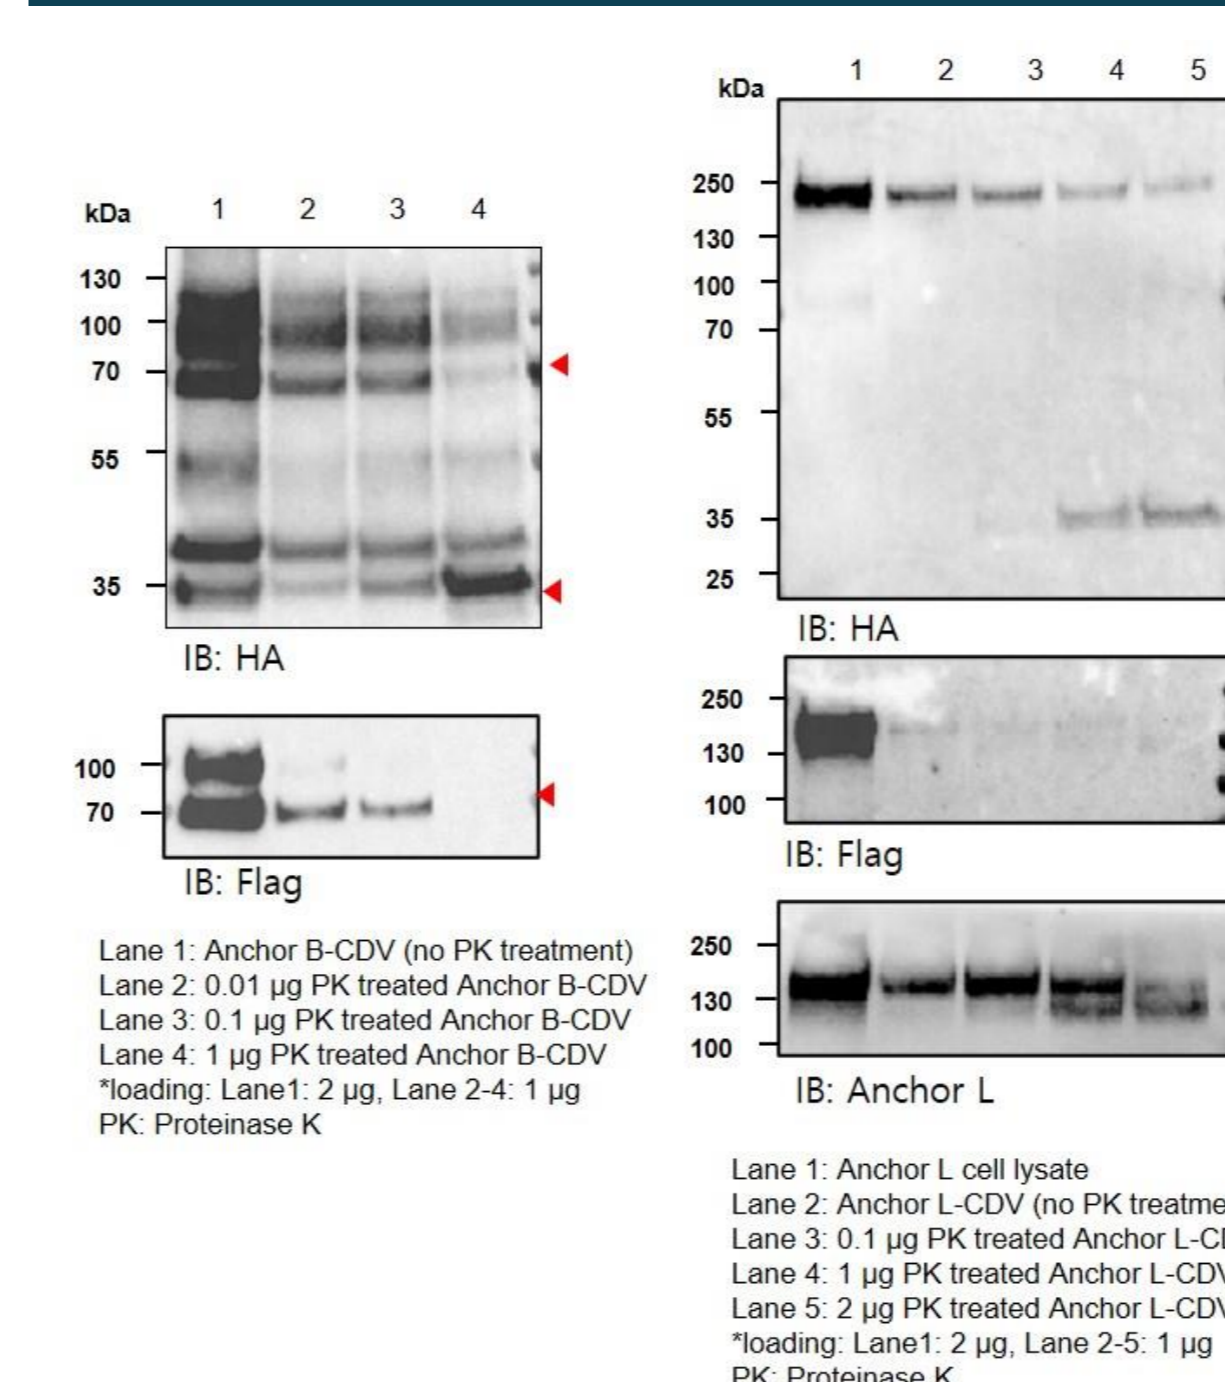 kDa 1 2 3 4
130
100
70
55
35
IB: HA
100
70
IB: Flag
Lane 1: Anchor B-CDV (no PK treatment)
Lane 2: 0.01 µg PK treated Anchor B-CDV
Lane 3: 0.1 µg PK treated Anchor B-CDV
Lane 4: 1 µg PK treated Anchor B-CDV
*loading: Lane1: 2 µg, Lane 2-4: 1 µg
PK: Proteinase K
kDa 1 2 3 4 5
250
130
100
70
55
35
25
IB: HA
250
130
100
IB: Flag
250
130
100
IB: Anchor L
Lane 1: Anchor L cell lysate
Lane 2: Anchor L-CDV (no PK
Lane 3: 0.1 µg PK treated Anchor
Lane 4: 1 µg PK treated Anchor L-CDV
Lane 5: 2 µg PK treated Anchor L-CDV
*loading: Lane1: 2 µg, Lane 2-5: 1 µg
PK: Proteinase K